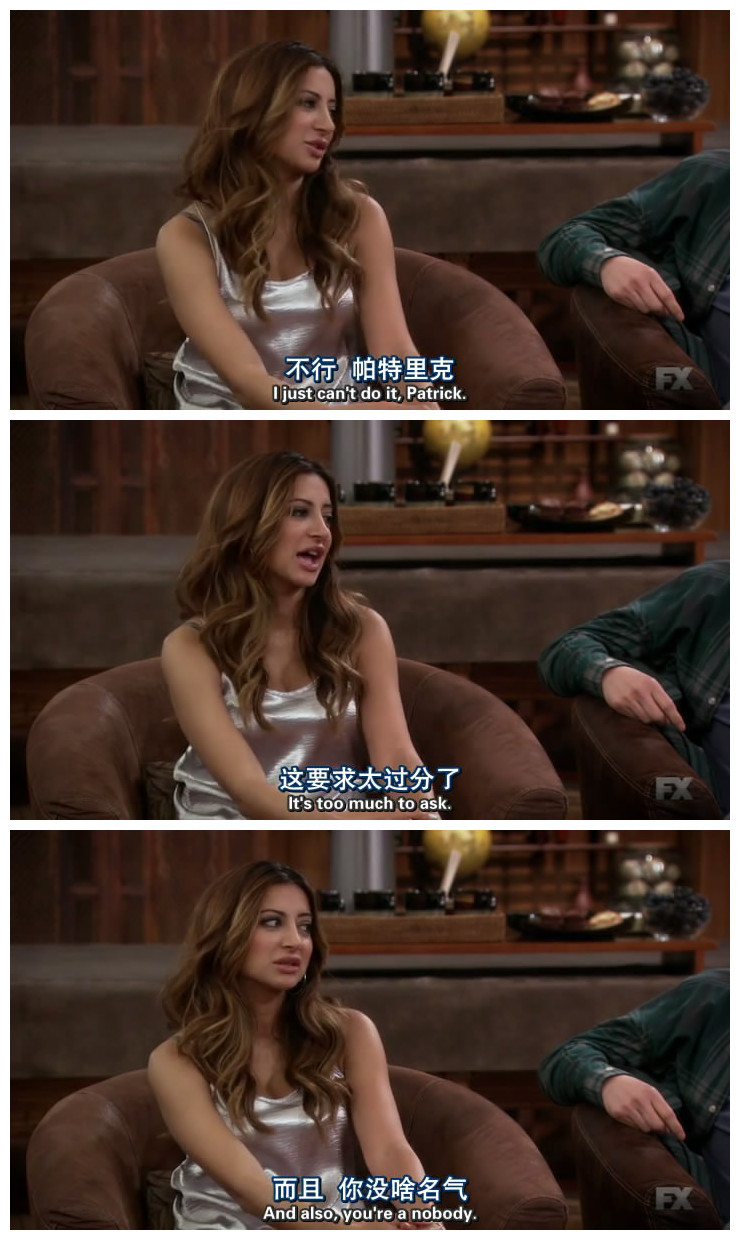 不行 帕特里克
I just can't do it, Patrick.
FX
这要求太过分了
It's too much to ask.
FX
而且 你没啥名气
And also, you're a nobody.
FX